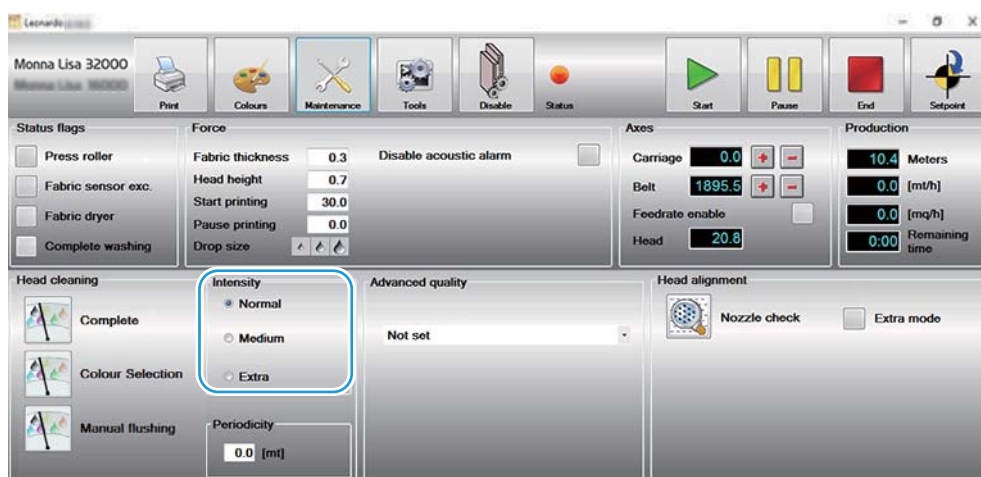 Leonardo
Monna Lisa 32000
Print
Colours
Maintenance
Tools
Disable
Status
Start
Pause
End
Setpoint
Status flags
Press roller
Fabric sensor exc.
Fabric dryer
Complete washing
Force
Fabric thickness 0.3
Head height 0.7
Start printing 30.0
Pause printing 0.0
Drop size
Disable acoustic alarm
Axes
Carriage 0.0 + -
Belt 1895.5 + -
Feedrate enable
Head 20.8
Production
10.4 Meters
0.0 [mt/h]
0.0 [mq/h]
0:00 Remaining
time
Head cleaning
Complete
Colour Selection
Manual flushing
Intensity
Normal
Medium
Extra
Periodicity
0.0 [mt]
Advanced quality
Not set
Head alignment
Nozzle check
Extra mode